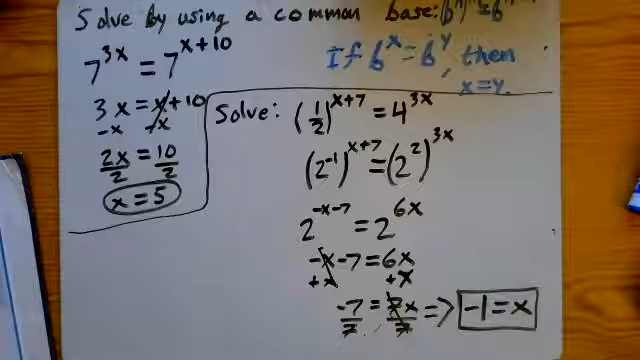 Solve by using a common base:
7^{3x} = 7^{x+10}
If b^x = b^y, then
x=y.
3x = x+10
-x -x
2x/2 = 10/2
x = 5
Solve: (1/2)^{x+7} = 4^{3x}
(2^{-1})^{x+7} = (2^2)^{3x}
2^{-x-7} = 2^{6x}
-x-7 = 6x
+x +x
-7/7 = 7x/7 => -1 = x